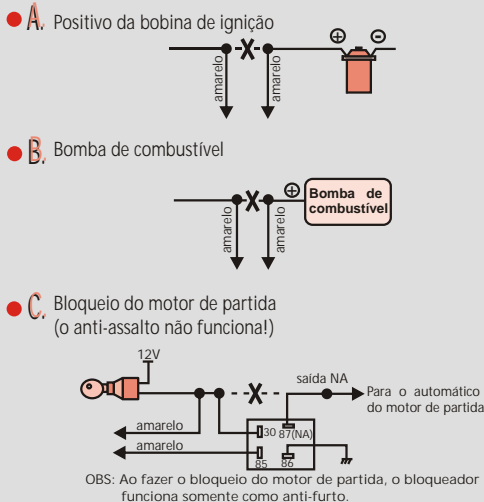 A. Positivo da bobina de ignição
⊕ ⊖
X
amarelo amarelo
B. Bomba de combustível
X ⊕ Bomba de
combustível
amarelo amarelo
C. Bloqueio do motor de partida
(o anti-assalto não funciona!)
12V
saída NA
X Para o automático
do motor de partida
amarelo 30 87(NA)
amarelo
85 86
OBS: Ao fazer o bloqueio do motor de partida, o bloqueador
funciona somente como anti-furto.